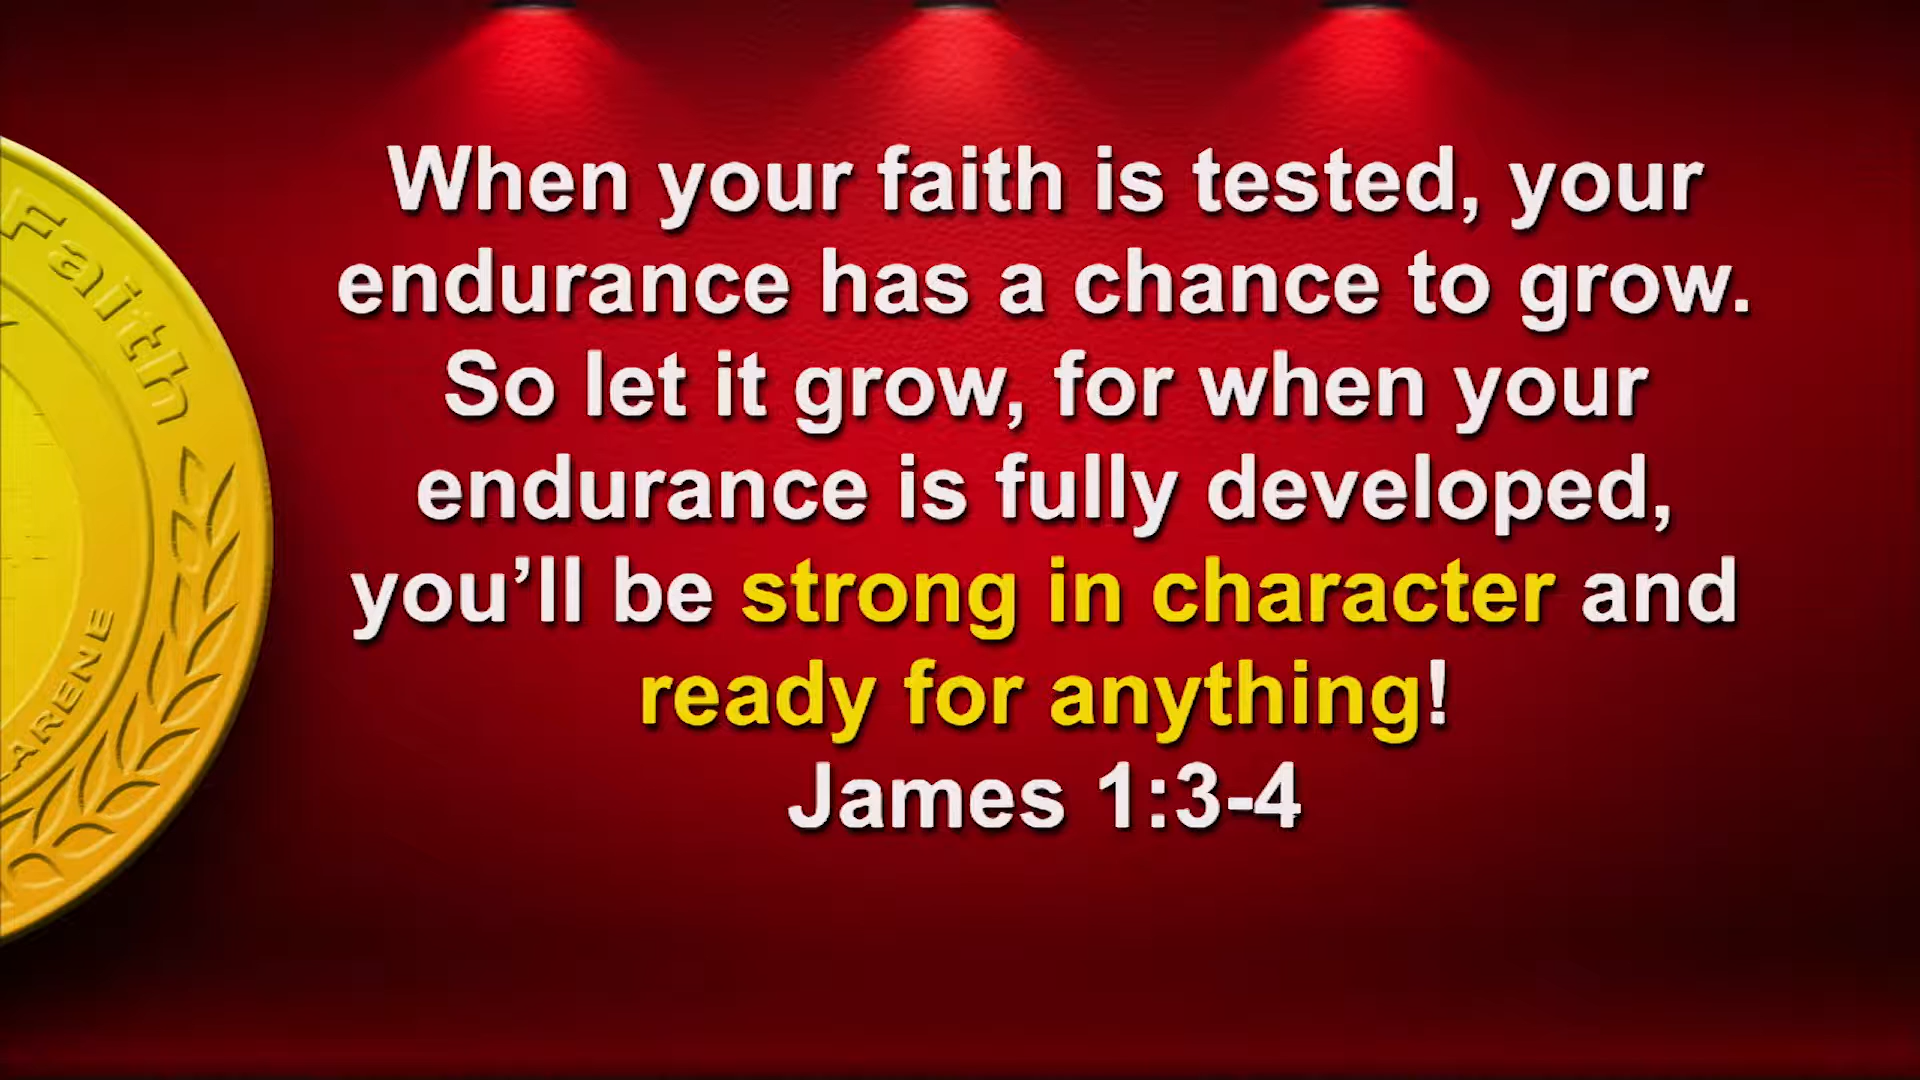 When your faith is tested, your
endurance has a chance to grow.
So let it grow, for when your
endurance is fully developed,
you’ll be strong in character and
ready for anything!
James 1:3-4
Faith